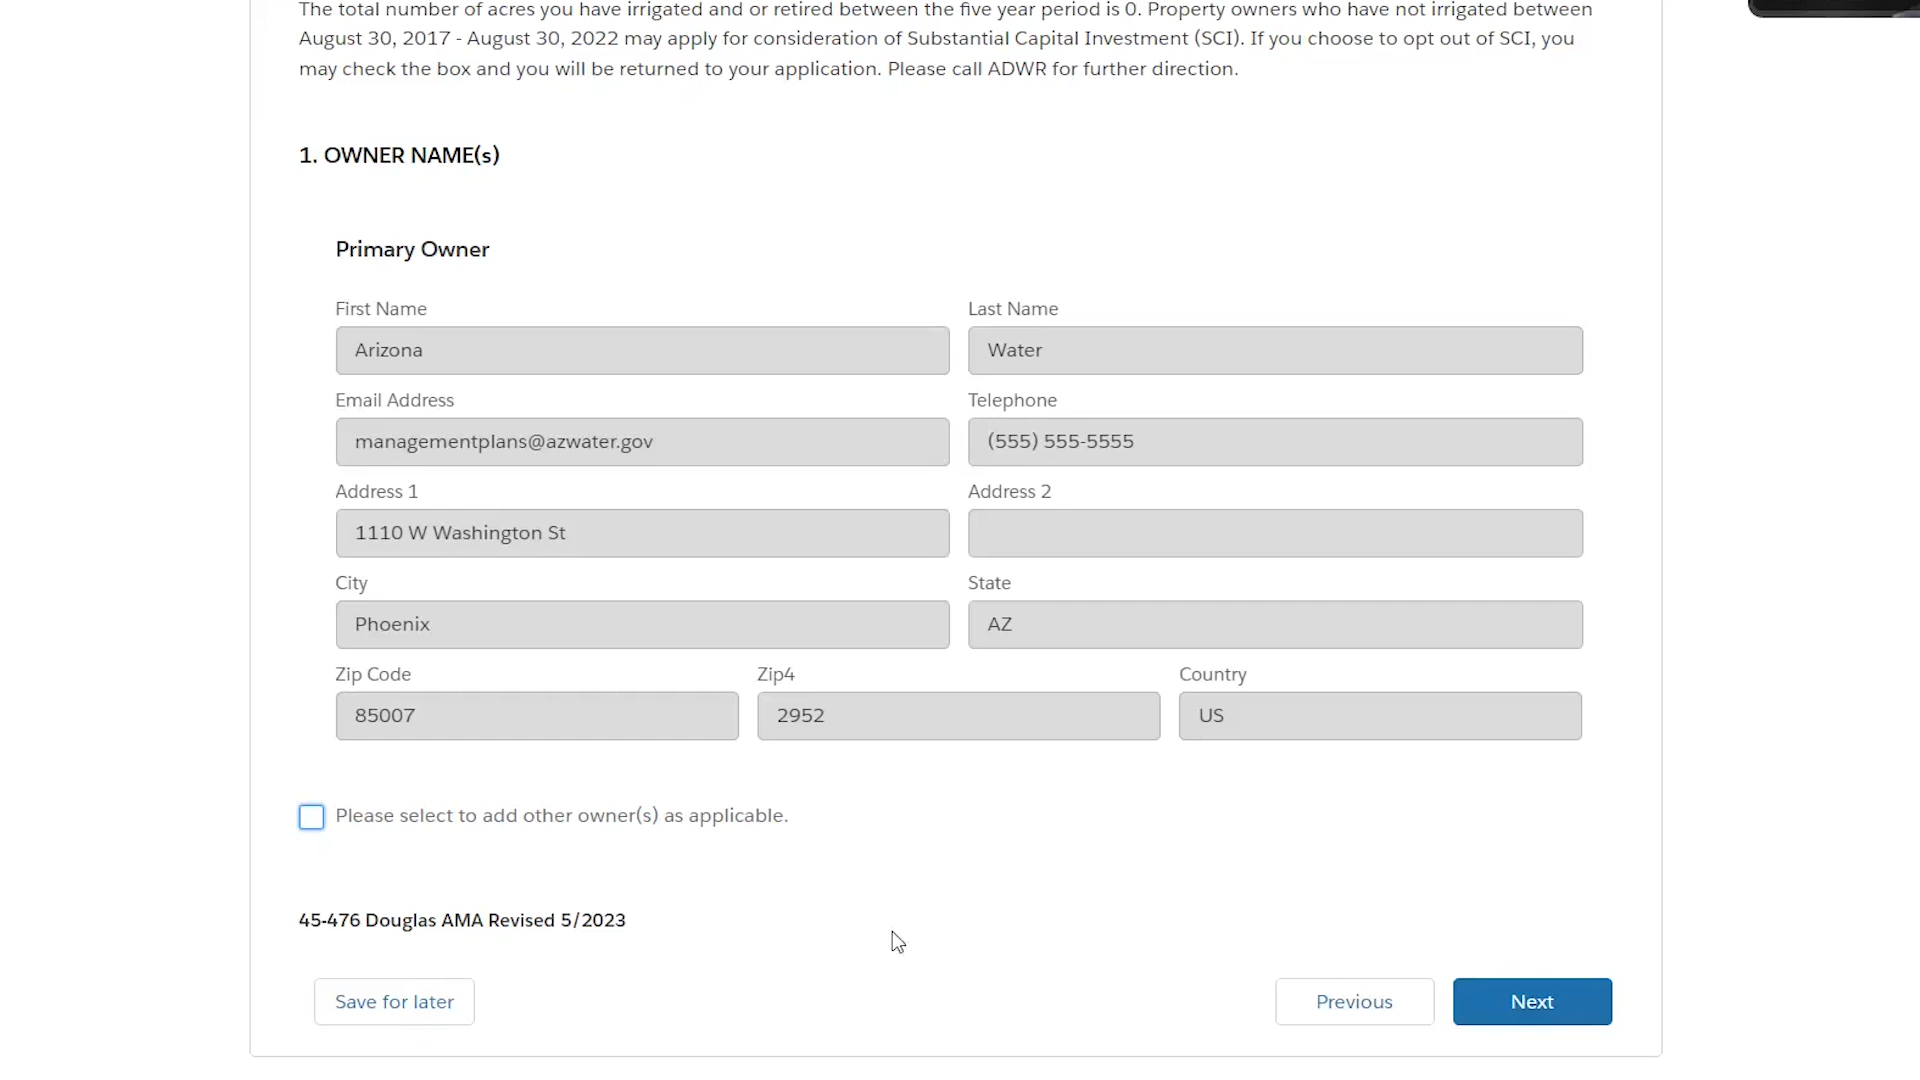 The total number of acres you have irrigated and or retired between the five year period is 0. Property owners who have not irrigated between
August 30, 2017 - August 30, 2022 may apply for consideration of Substantial Capital Investment (SCI). If you choose to opt out of SCI, you
may check the box and you will be returned to your application. Please call ADWR for further direction.
1. OWNER NAME(s)
Primary Owner
First Name Last Name
Arizona Water
Email Address Telephone
managementplans@azwater.gov (555) 555-5555
Address 1 Address 2
1110 W Washington St
City State
Phoenix AZ
Zip Code Zip4 Country
85007 2952 US
Please select to add other owner(s) as applicable.
45-476 Douglas AMA Revised 5/2023
Save for later Previous Next